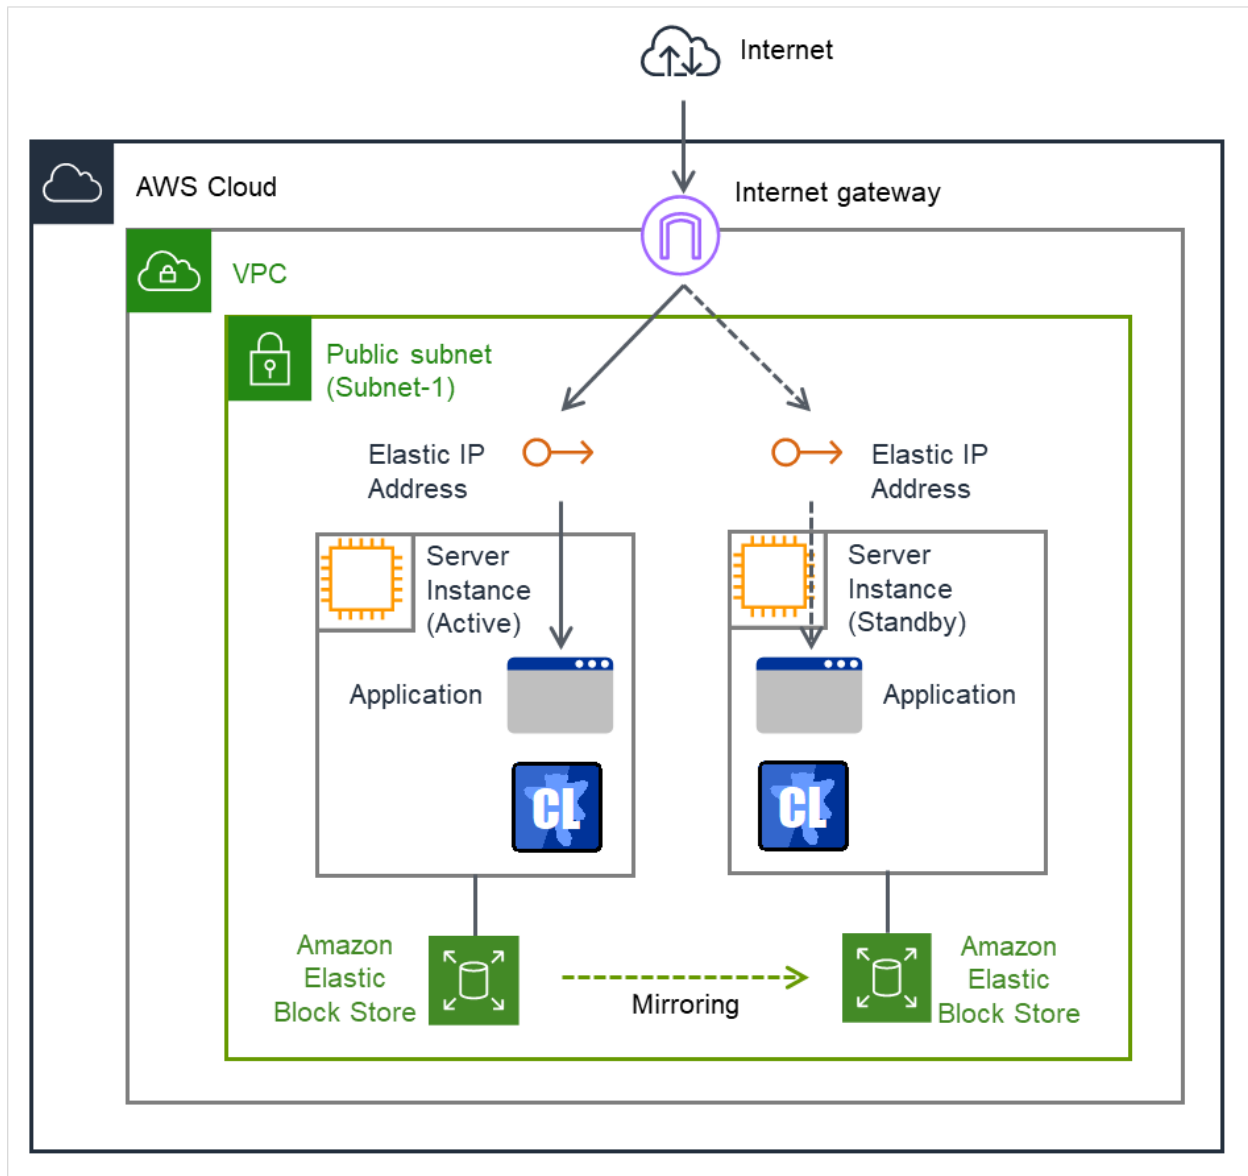 Internet
AWS Cloud
Internet gateway
VPC
Public subnet
(Subnet-1)
Elastic IP
Address
Elastic IP
Address
Server
Instance
(Active)
Server
Instance
(Standby)
Application
Application
CL
CL
Amazon
Elastic
Block Store
Mirroring
Amazon
Elastic
Block Store